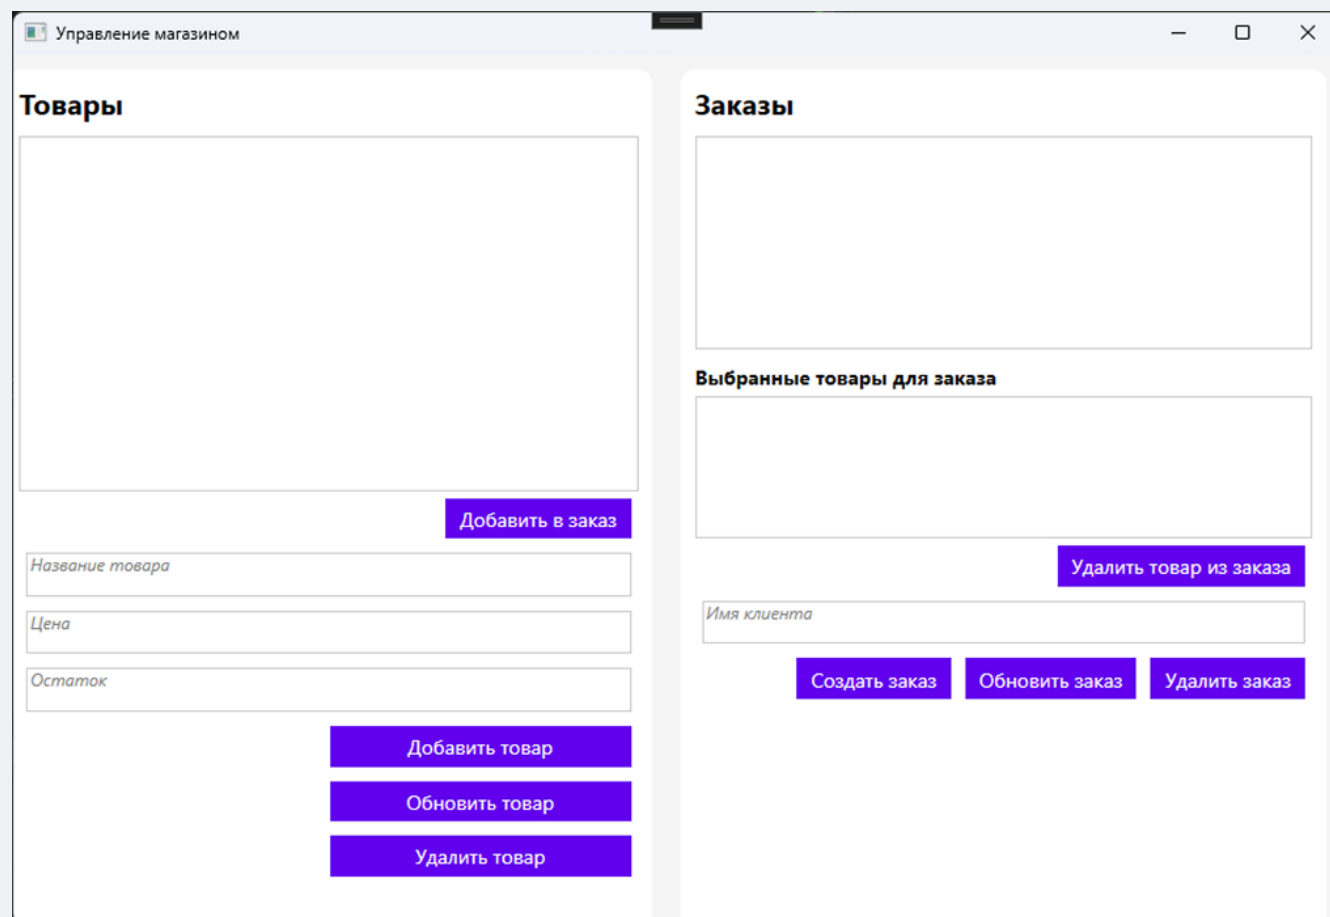 Управление магазином
Товары
Добавить в заказ
Название товара
Цена
Остаток
Добавить товар
Обновить товар
Удалить товар
Заказы
Выбранные товары для заказа
Удалить товар из заказа
Имя клиента
Создать заказ Обновить заказ Удалить заказ